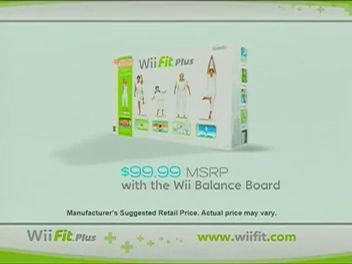 Wii Fit Plus
$99.99 MSRP
with the Wii Balance Board
Manufacturer's Suggested Retail Price. Actual price may vary.
Wii Fit Plus
www.wiifit.com